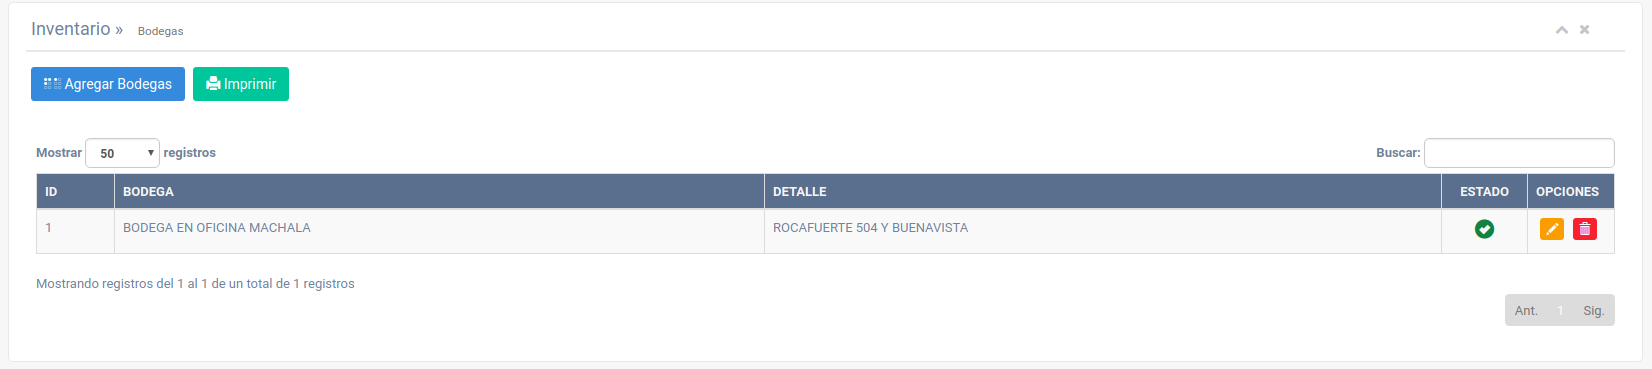 Inventario » Bodegas
Agregar Bodegas Imprimir
Mostrar 50 registros Buscar:
ID BODEGA DETALLE ESTADO OPCIONES
1 BODEGA EN OFICINA MACHALA ROCAFUERTE 504 Y BUENAVISTA
Mostrando registros del 1 al 1 de un total de 1 registros
Ant. 1 Sig.